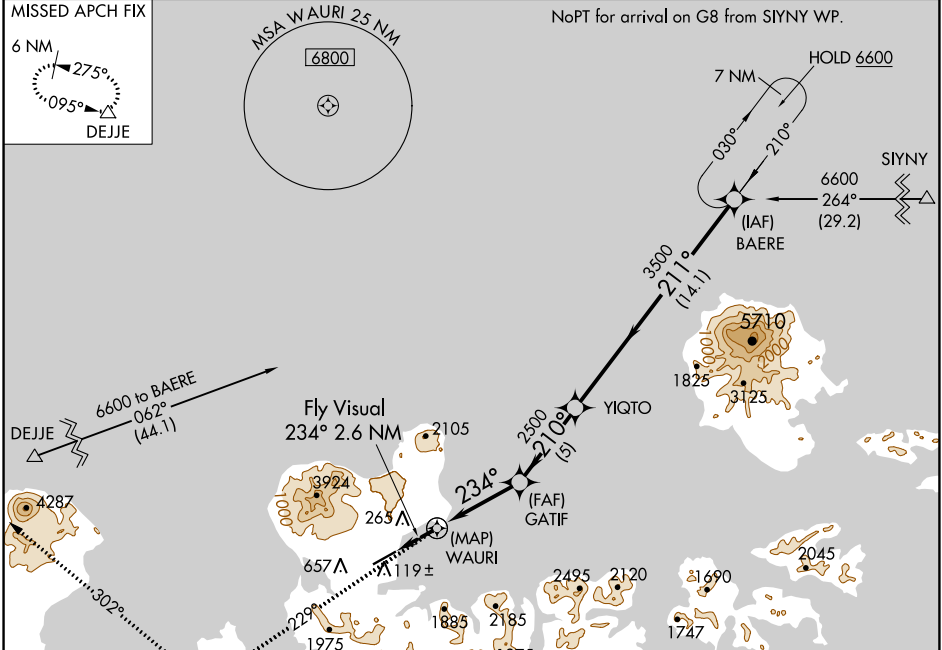 MISSED APCH FIX
6 NM
275°
095°
DEJJE
MSA WAURI 25 NM
6800
NoPT for arrival on G8 from SIYNY WP.
HOLD 6600
7 NM
030°
210°
SIYNY
6600
264°
(29.2)
(IAF)
BAERE
3500
211°
(14.1)
5710
1000
2000
1825
3125
6600 to BAERE
062°
(44.1)
DEJJE
Fly Visual
234° 2.6 NM
2105
YIQTO
2500
210°
(5)
234°
(FAF)
GATIF
4287
3924
1000
265
(MAP)
WAURI
657
119±
2045
2495
2120
1690
302°
229°
1975
1885
2185
1747